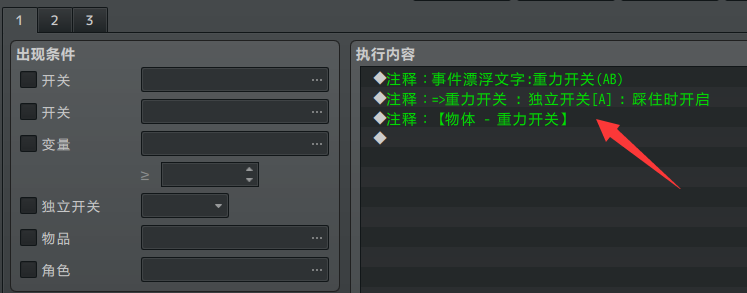 1 2 3
出现条件
开关 ...
开关 ...
变量 ...
≥
独立开关
物品 ...
角色 ...
执行内容
◆注释：事件漂浮文字:重力开关(AB)
◆注释：=>重力开关 : 独立开关[A] : 踩住时开启
◆注释：【物体 - 重力开关】
◆